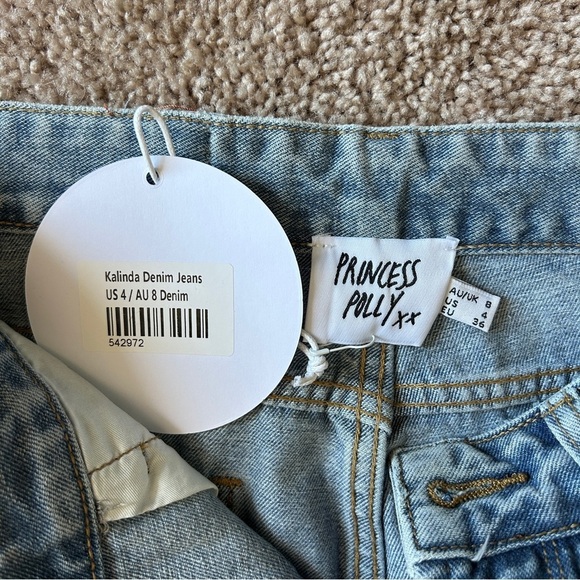 Kalinda Denim Jeans
US 4 / AU 8 Denim
542972
PRINCESS
POLLY xx
AU/UK 8
US 4
EU 36